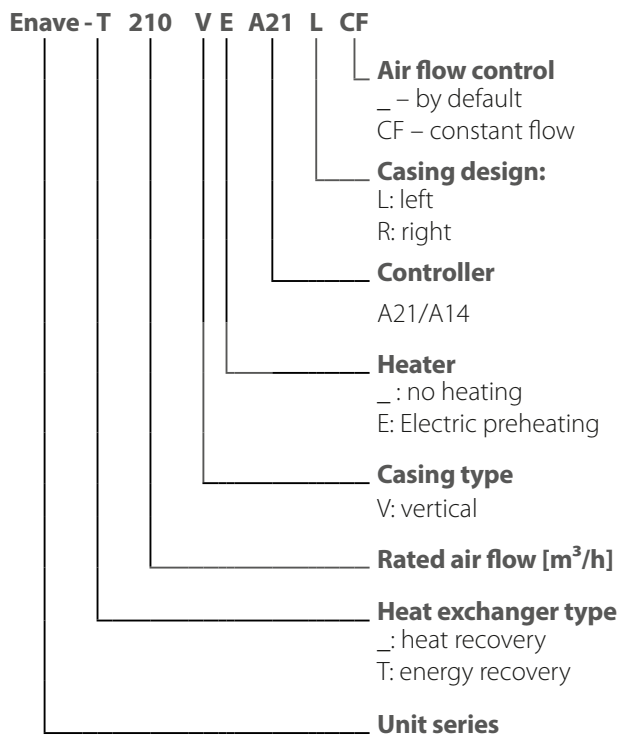 Enave - T 210 V E A21 L CF
Air flow control
_ – by default
CF – constant flow
Casing design:
L: left
R: right
Controller
A21/A14
Heater
_ : no heating
E: Electric preheating
Casing type
V: vertical
Rated air flow [m³/h]
Heat exchanger type
_: heat recovery
T: energy recovery
Unit series